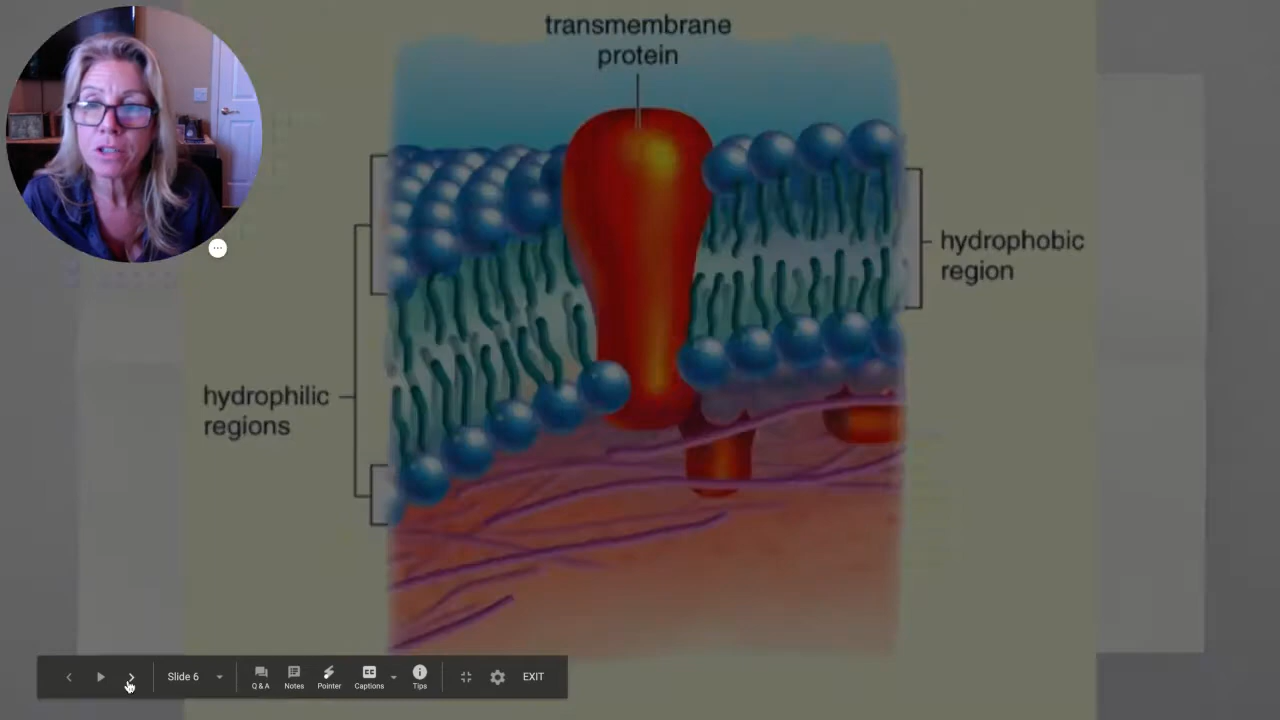 transmembrane
protein
hydrophobic
region
hydrophilic
regions
Slide 6
Q & A
Notes
Pointer
Captions
Tips
EXIT